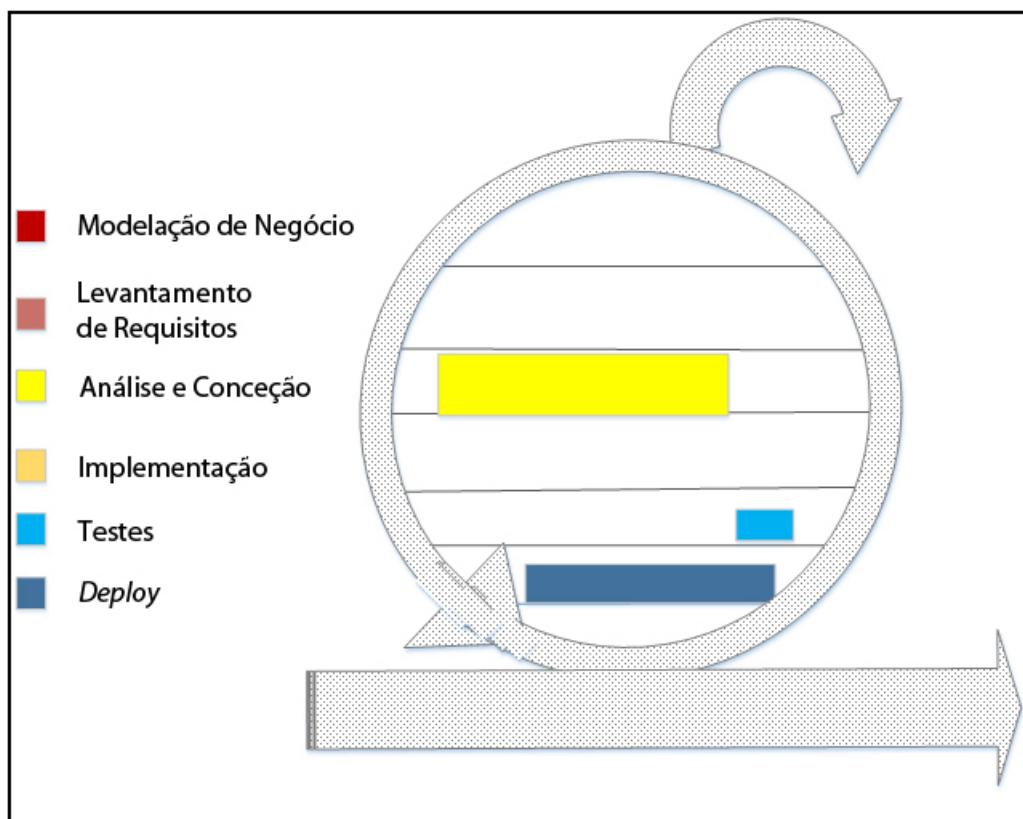 Modelação de Negócio
Levantamento
de Requisitos
Análise e Conceção
Implementação
Testes
Deploy